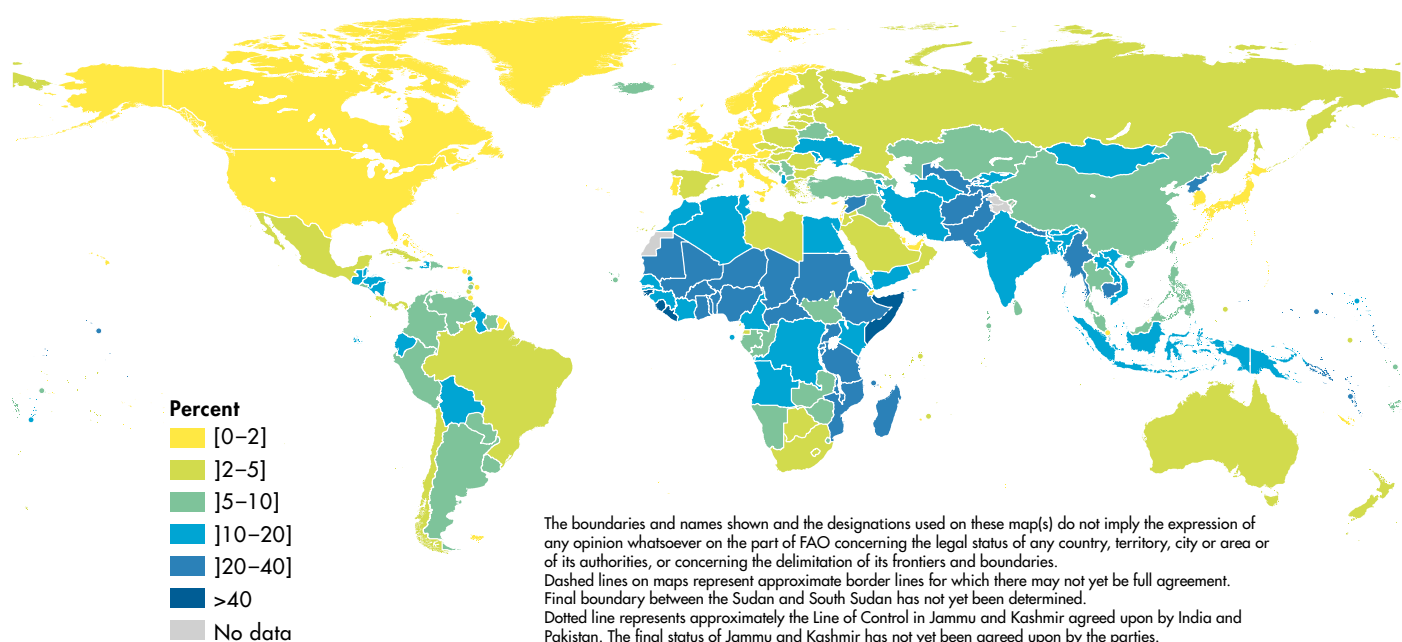 Percent
[0–2]
]2–5]
]5–10]
]10–20]
]20–40]
>40
No data
The boundaries and names shown and the designations used on these map(s) do not imply the expression of
any opinion whatsoever on the part of FAO concerning the legal status of any country, territory, city or area or
of its authorities, or concerning the delimitation of its frontiers and boundaries.
Dashed lines on maps represent approximate border lines for which there may not yet be full agreement.
Final boundary between the Sudan and South Sudan has not yet been determined.
Dotted line represents approximately the Line of Control in Jammu and Kashmir agreed upon by India and
Pakistan. The final status of Jammu and Kashmir has not yet been agreed upon by the parties.